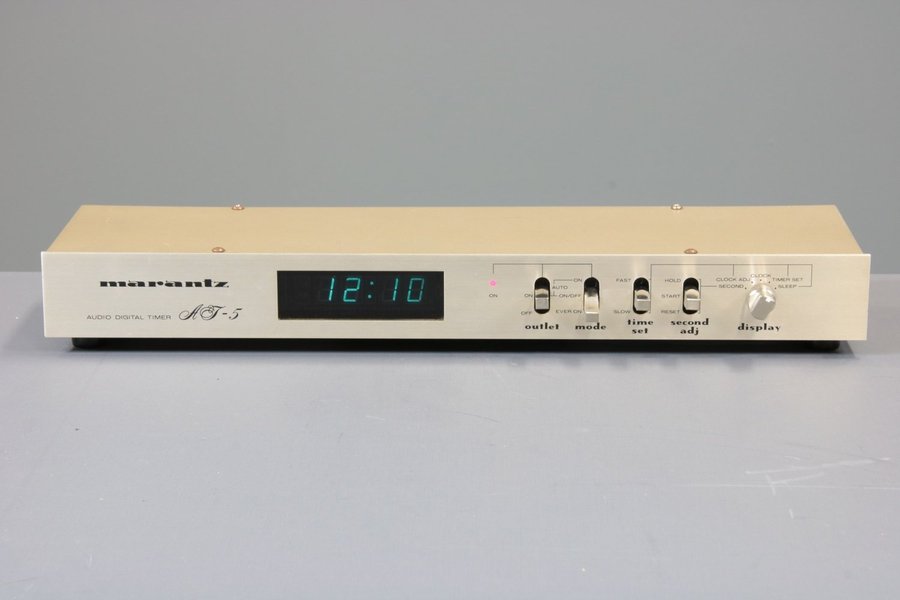 marantz
AUDIO DIGITAL TIMER AT-5
12:10
ON
ON
OFF
outlet
ON
AUTO
ON/OFF
EVER ON
mode
FAST
SLOW
time
set
HOLD
START
RESET
second
adj
CLOCK
CLOCK ADJ
TIMER SET
SECOND
SLEEP
display